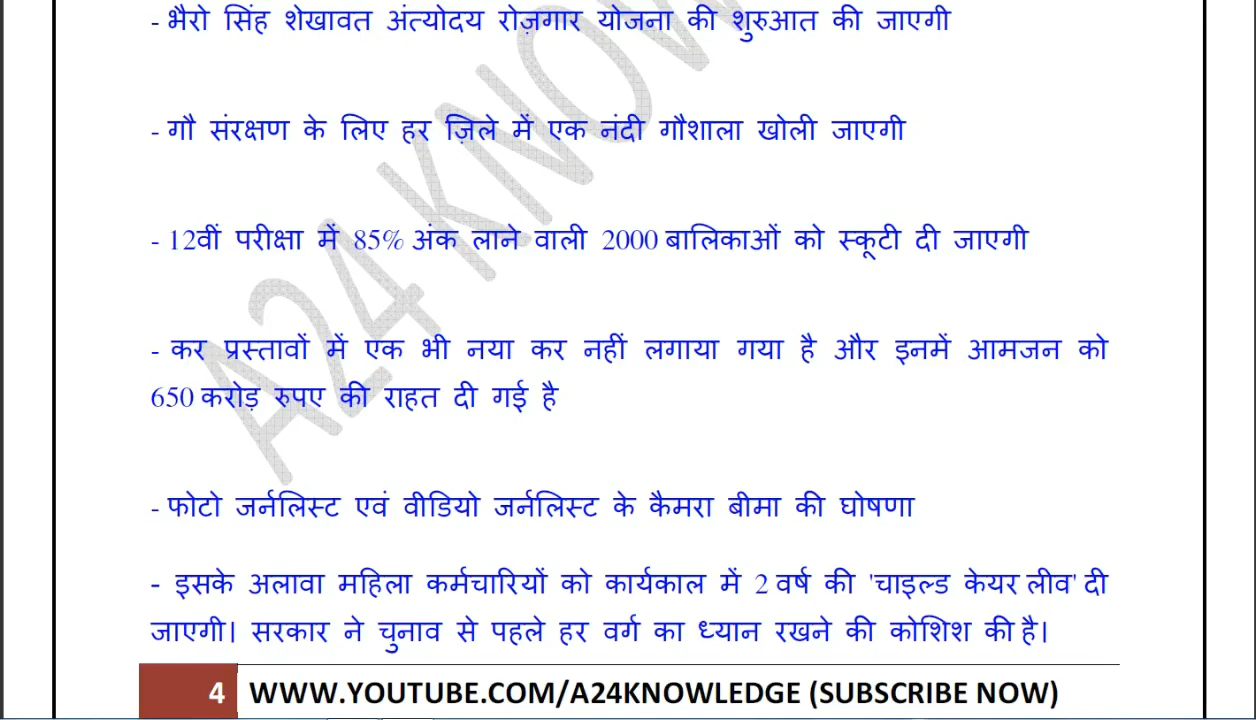 - भैरो सिंह शेखावत अंत्योदय रोज़गार योजना की शुरुआत की जाएगी
- गौ संरक्षण के लिए हर ज़िले में एक नंदी गौशाला खोली जाएगी
- 12वीं परीक्षा में 85% अंक लाने वाली 2000 बालिकाओं को स्कूटी दी जाएगी
- कर प्रस्तावों में एक भी नया कर नहीं लगाया गया है और इनमें आमजन को
650 करोड़ रुपए की राहत दी गई है
- फोटो जर्नलिस्ट एवं वीडियो जर्नलिस्ट के कैमरा बीमा की घोषणा
- इसके अलावा महिला कर्मचारियों को कार्यकाल में 2 वर्ष की 'चाइल्ड केयर लीव' दी
जाएगी। सरकार ने चुनाव से पहले हर वर्ग का ध्यान रखने की कोशिश की है।
4 WWW.YOUTUBE.COM/A24KNOWLEDGE (SUBSCRIBE NOW)
A24 KNOW